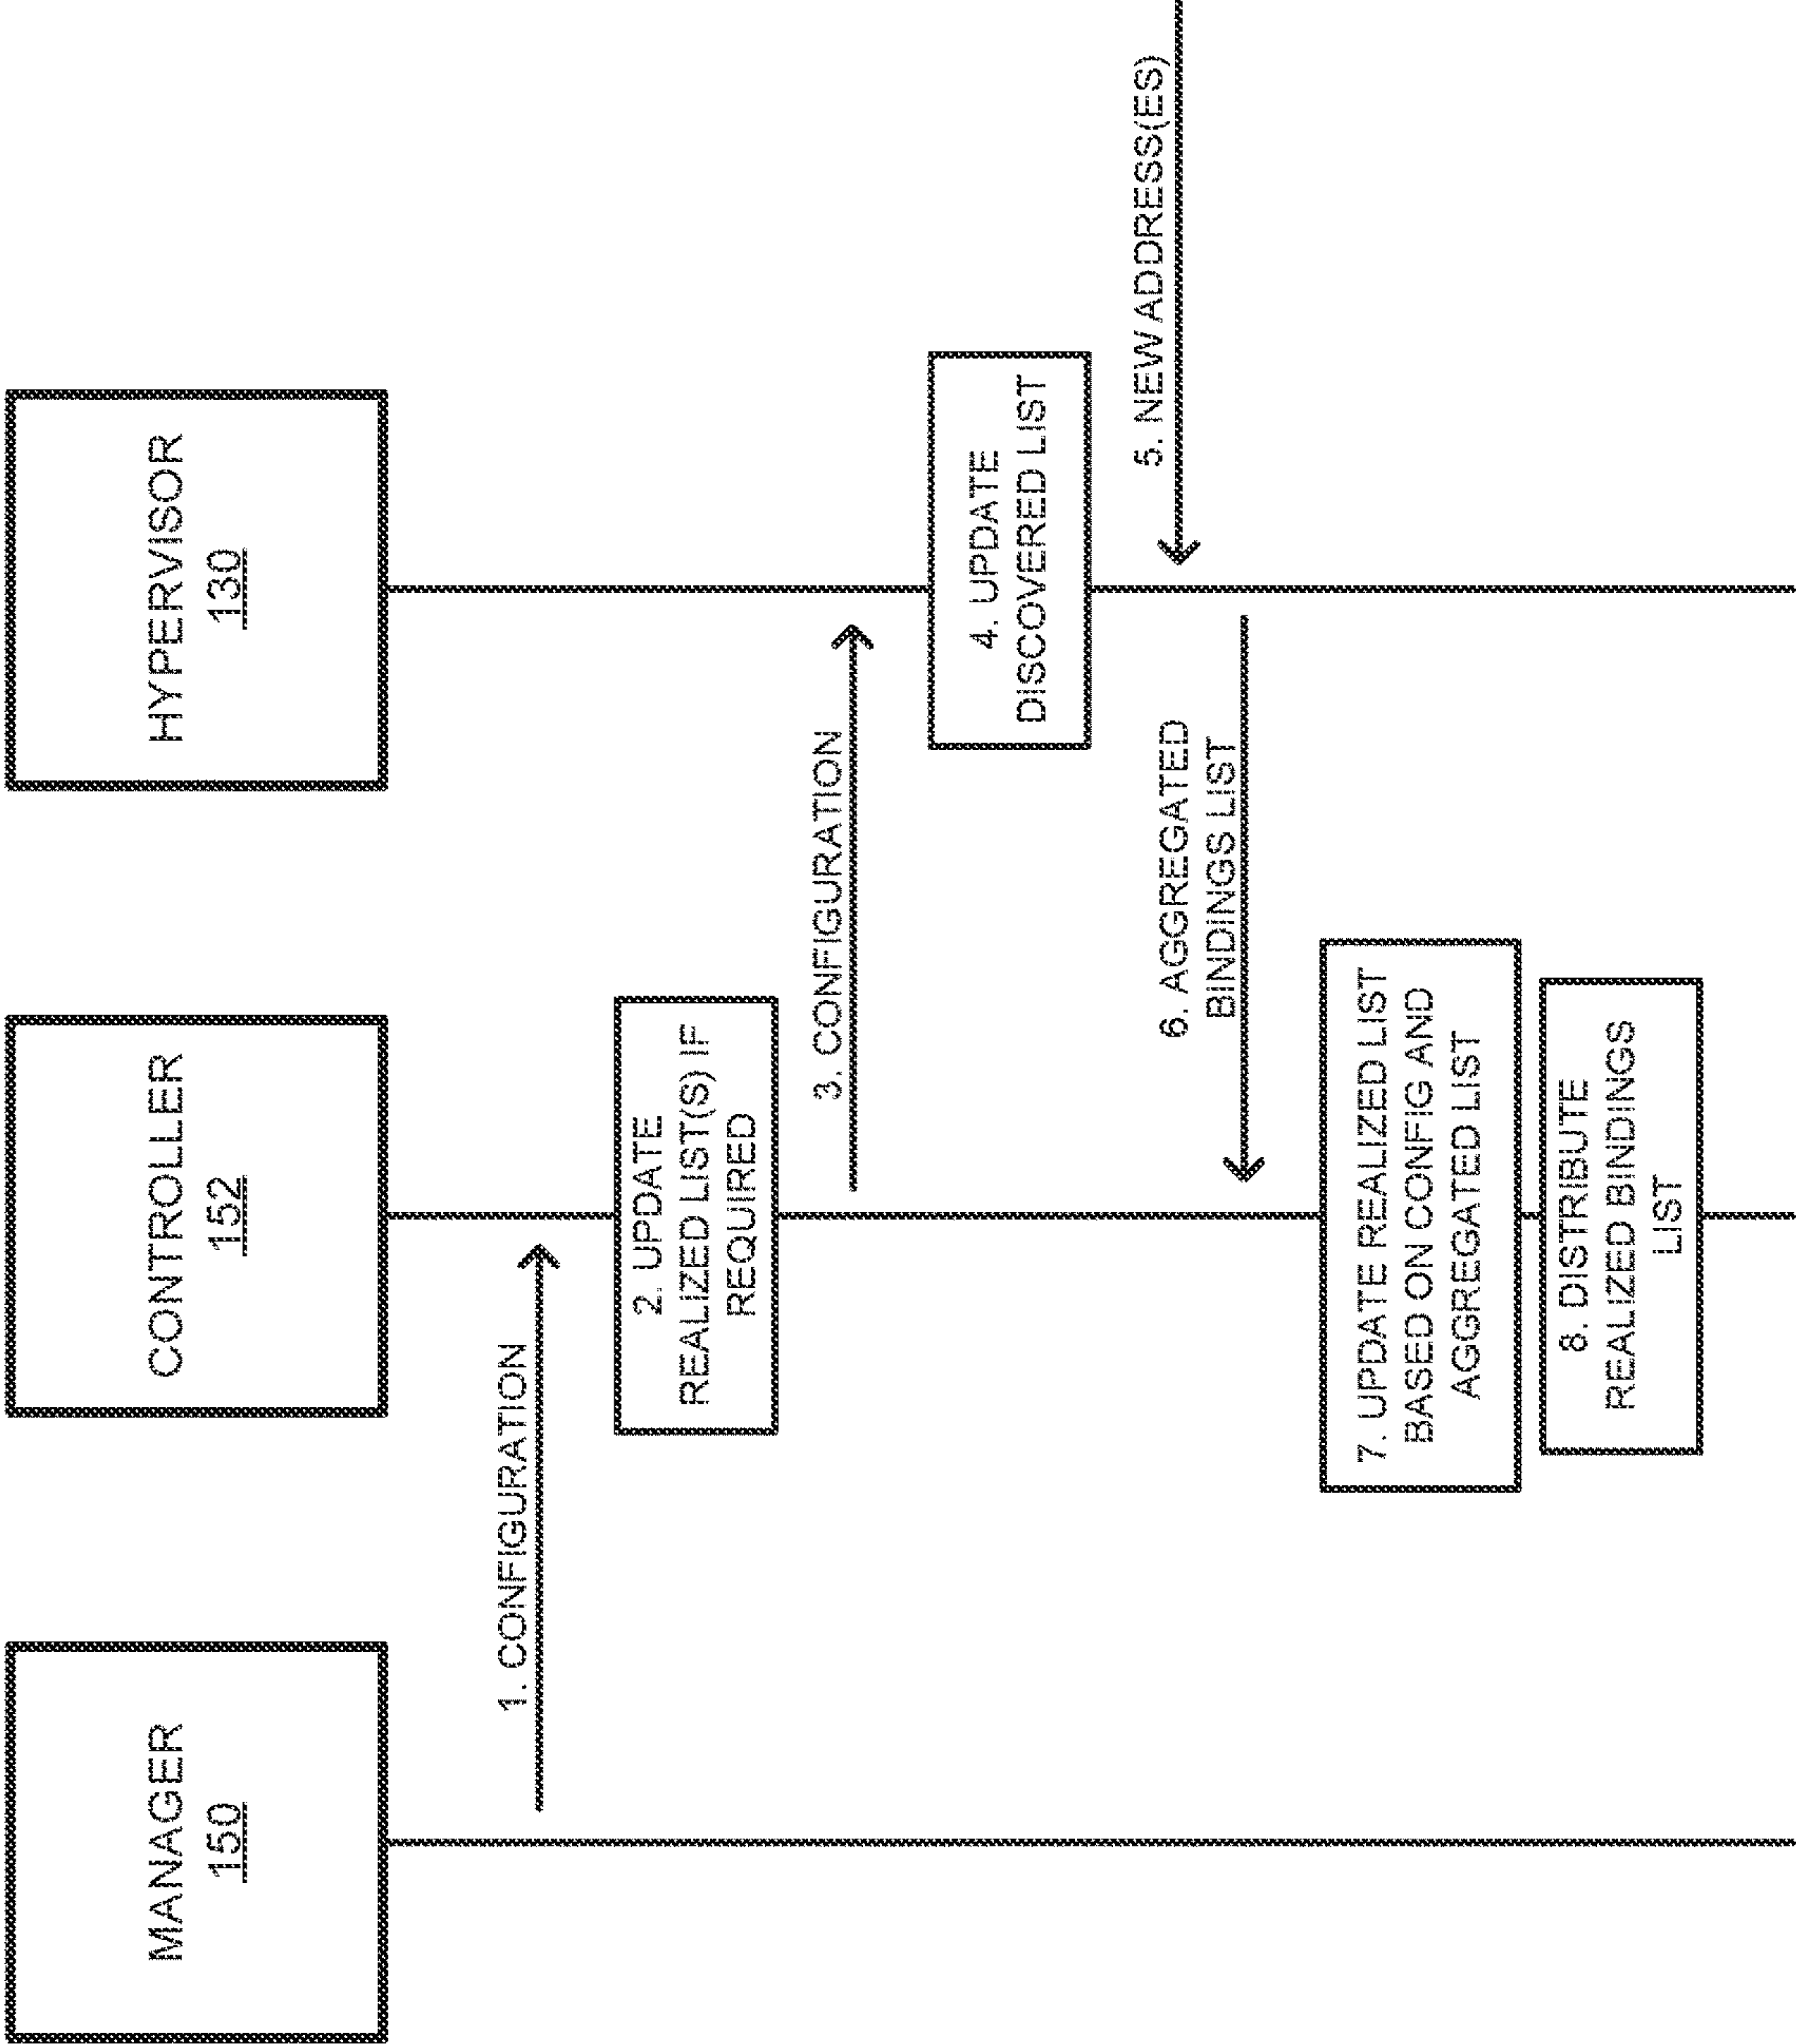 MANAGER
150
CONTROLLER
152
HYPERVISOR
130
1. CONFIGURATION
2. UPDATE
REALIZED LIST(S) IF
REQUIRED
3. CONFIGURATION
4. UPDATE
DISCOVERED LIST
5. NEW ADDRESS(ES)
6. AGGREGATED
BINDINGS LIST
7. UPDATE REALIZED LIST
BASED ON CONFIG AND
AGGREGATED LIST
8. DISTRIBUTE
REALIZED BINDINGS
LIST